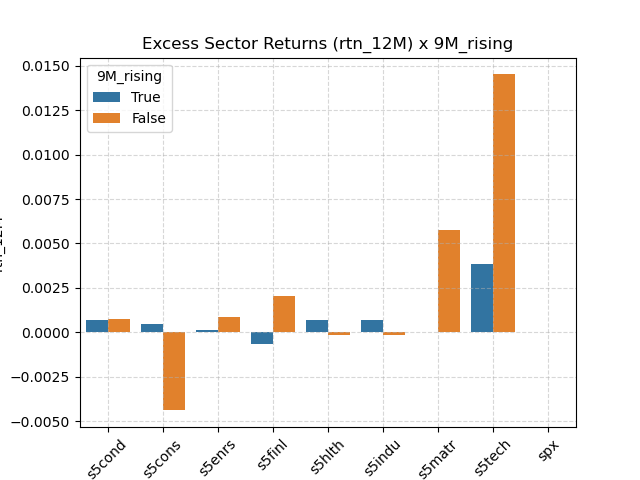 Excess Sector Returns (rtn_12M) x 9M_rising
9M_rising
True
False
0.0150
0.0125
0.0100
0.0075
0.0050
0.0025
0.0000
−0.0025
−0.0050
rtn_12M
s5cond
s5cons
s5enrs
s5finl
s5hlth
s5indu
s5matr
s5tech
spx